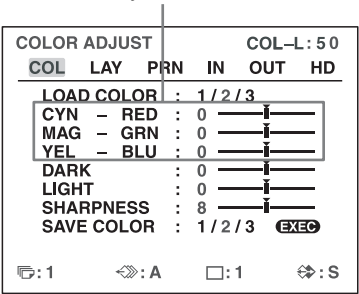 COLOR ADJUST COL–L:50
COL LAY PRN IN OUT HD
LOAD COLOR : 1/2/3
CYN – RED : 0
MAG – GRN : 0
YEL – BLU : 0
DARK : 0
LIGHT : 0
SHARPNESS : 8
SAVE COLOR : 1/2/3 EXEC
:1 :A :1 :S